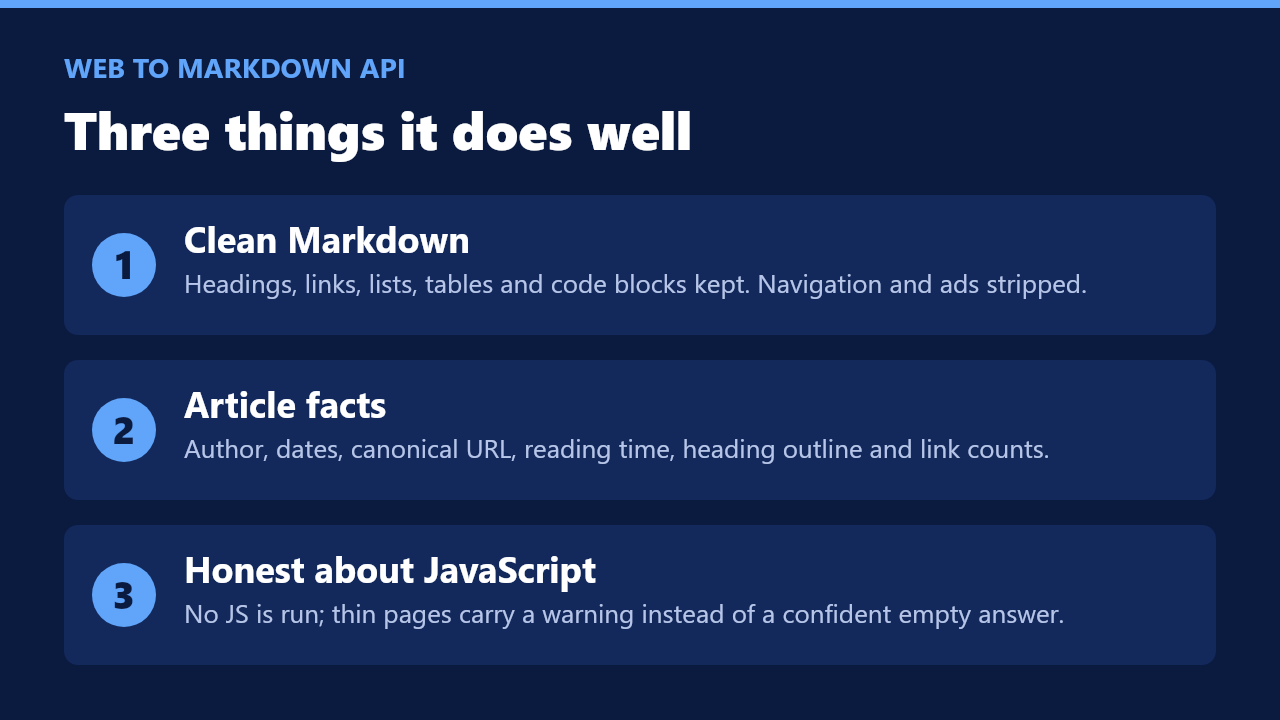 WEB TO MARKDOWN API
Three things it does well
1
Clean Markdown
Headings, links, lists, tables and code blocks kept. Navigation and ads stripped.
2
Article facts
Author, dates, canonical URL, reading time, heading outline and link counts.
3
Honest about JavaScript
No JS is run; thin pages carry a warning instead of a confident empty answer.